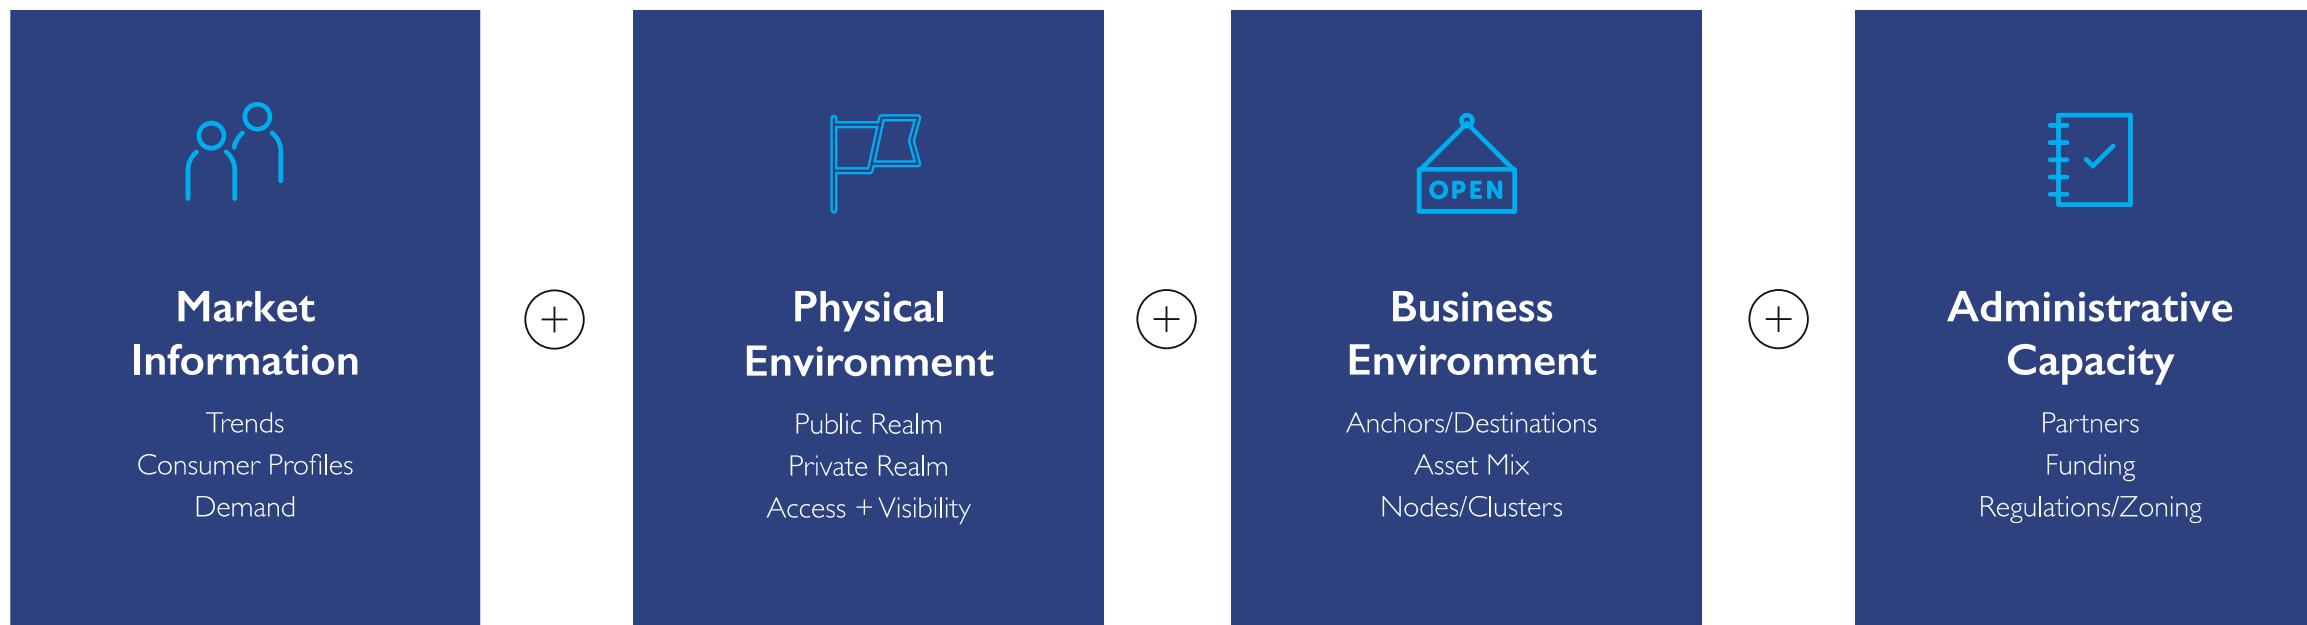 Market
Information
Trends
Consumer Profiles
Demand
+
Physical
Environment
Public Realm
Private Realm
Access + Visibility
+
OPEN
Business
Environment
Anchors/Destinations
Asset Mix
Nodes/Clusters
+
Administrative
Capacity
Partners
Funding
Regulations/Zoning